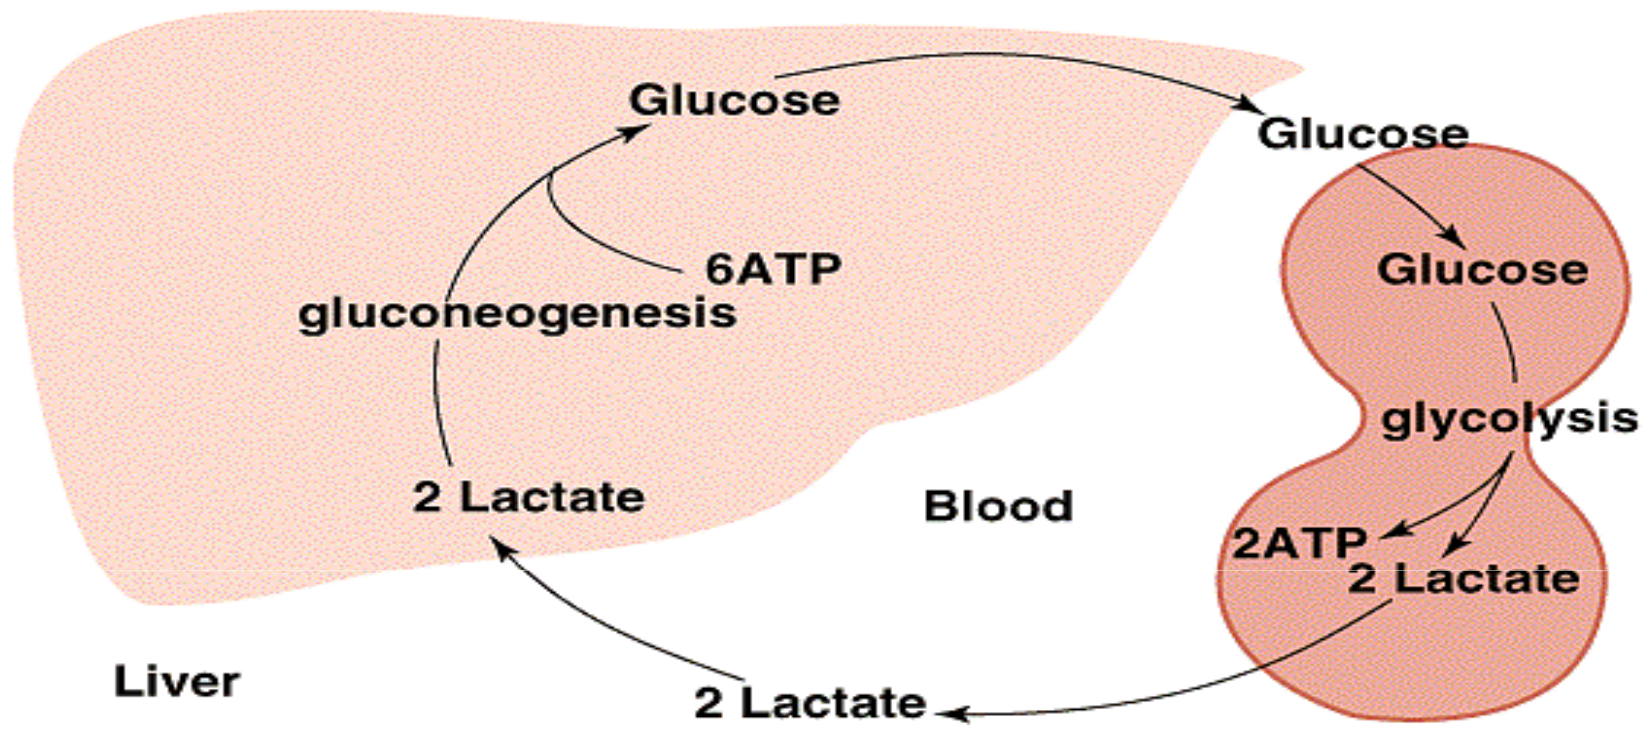 Glucose
Glucose
6ATP
Glucose
gluconeogenesis
glycolysis
2 Lactate
Blood
2ATP
2 Lactate
Liver
2 Lactate